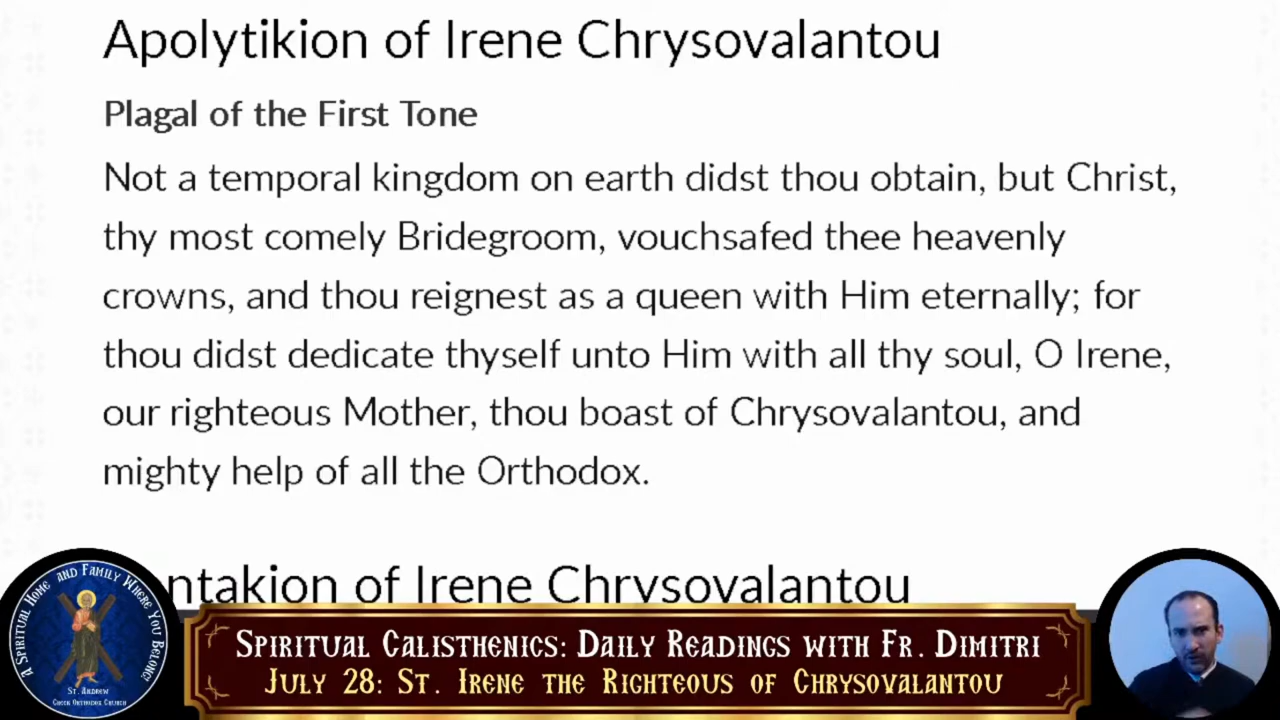 Apolytikion of Irene Chrysovalantou
Plagal of the First Tone
Not a temporal kingdom on earth didst thou obtain, but Christ,
thy most comely Bridegroom, vouchsafed thee heavenly
crowns, and thou reignest as a queen with Him eternally; for
thou didst dedicate thyself unto Him with all thy soul, O Irene,
our righteous Mother, thou boast of Chrysovalantou, and
mighty help of all the Orthodox.
ntakion of Irene Chrysovalantou
A Spiritual Home and Family Where You Belong!
St. Andrew
Greek Orthodox Church
Spiritual Calisthenics: Daily Readings with Fr. Dimitri
July 28: St. Irene the Righteous of Chrysovalantou